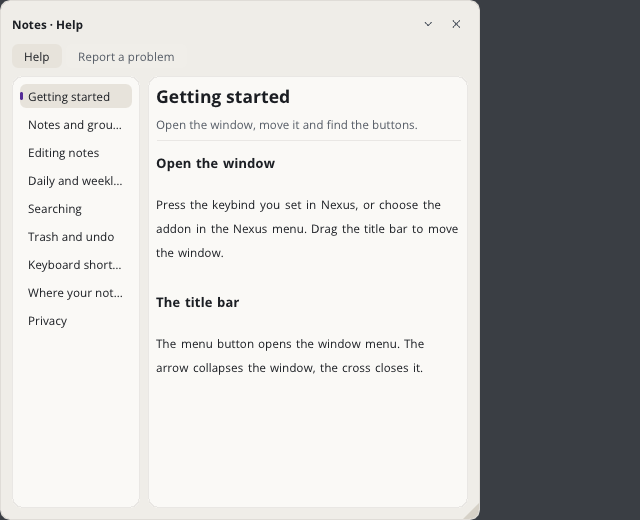 Notes · Help
Help
Report a problem
Getting started
Notes and grou...
Editing notes
Daily and weekl...
Searching
Trash and undo
Keyboard short...
Where your not...
Privacy
Getting started
Open the window, move it and find the buttons.
Open the window
Press the keybind you set in Nexus, or choose the
addon in the Nexus menu. Drag the title bar to move
the window.
The title bar
The menu button opens the window menu. The
arrow collapses the window, the cross closes it.